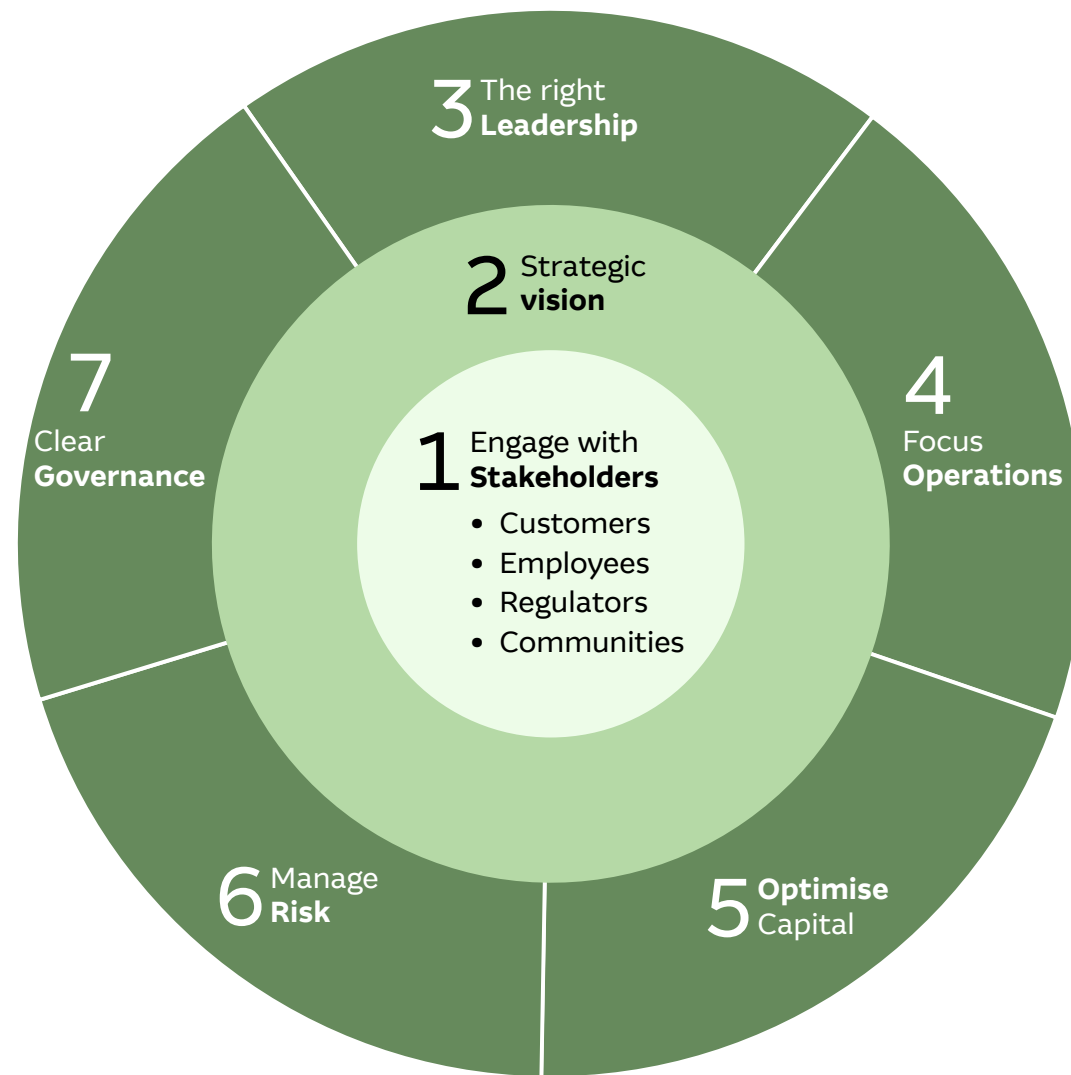 1 Engage with
Stakeholders
• Customers
• Employees
• Regulators
• Communities
2 Strategic
vision
3 The right
Leadership
4
Focus
Operations
5 Optimise
Capital
6 Manage
Risk
7
Clear
Governance